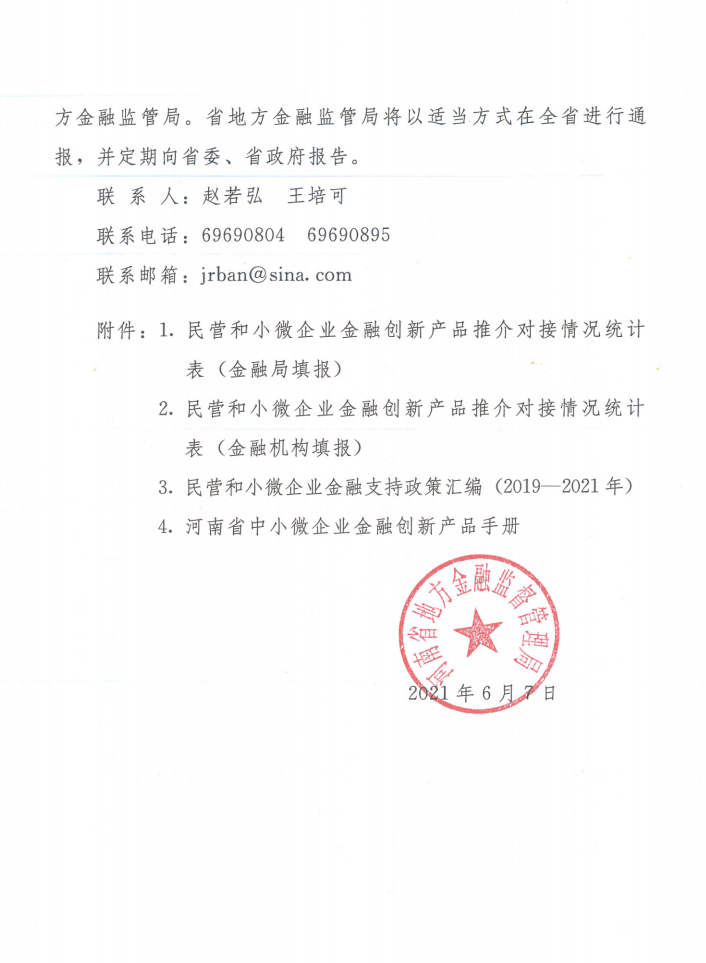 方金融监管局。省地方金融监管局将以适当方式在全省进行通
报，并定期向省委、省政府报告。
联 系 人：赵若弘 王培可
联系电话：69690804 69690895
联系邮箱：jrban@sina.com
附件：1. 民营和小微企业金融创新产品推介对接情况统计
表（金融局填报）
2. 民营和小微企业金融创新产品推介对接情况统计
表（金融机构填报）
3. 民营和小微企业金融支持政策汇编（2019—2021年）
4. 河南省中小微企业金融创新产品手册
河南省地方金融监督管理局
2021年6月7日